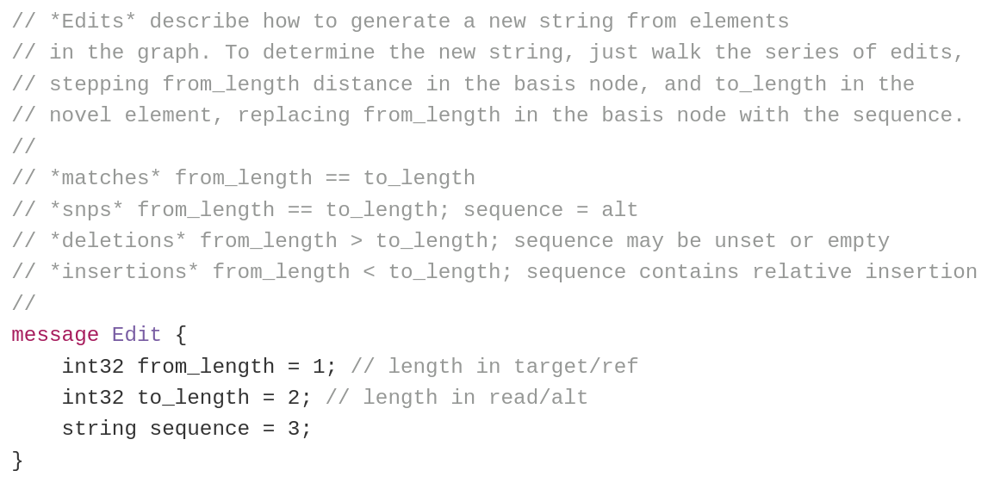 // *Edits* describe how to generate a new string from elements
// in the graph. To determine the new string, just walk the series of edits,
// stepping from_length distance in the basis node, and to_length in the
// novel element, replacing from_length in the basis node with the sequence.
//
// *matches* from_length == to_length
// *snps* from_length == to_length; sequence = alt
// *deletions* from_length > to_length; sequence may be unset or empty
// *insertions* from_length < to_length; sequence contains relative insertion
//
message Edit {
    int32 from_length = 1; // length in target/ref
    int32 to_length = 2; // length in read/alt
    string sequence = 3;
}